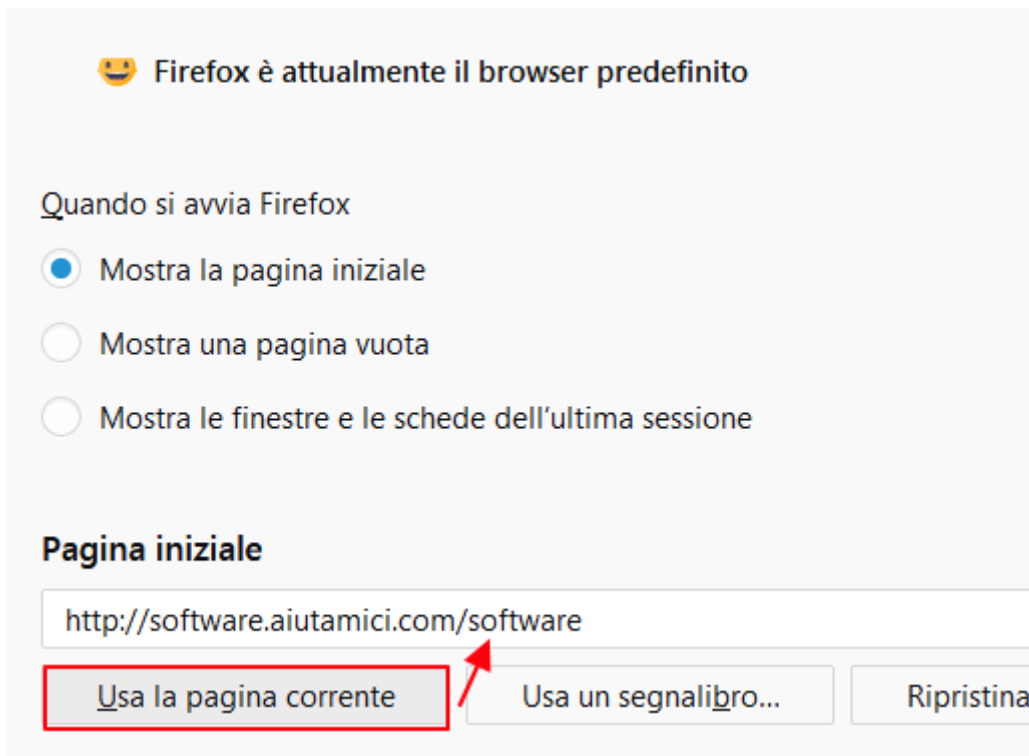 Firefox è attualmente il browser predefinito
Quando si avvia Firefox
Mostra la pagina iniziale
Mostra una pagina vuota
Mostra le finestre e le schede dell’ultima sessione
Pagina iniziale
http://software.aiutamici.com/software
Usa la pagina corrente Usa un segnalibro... Ripristina